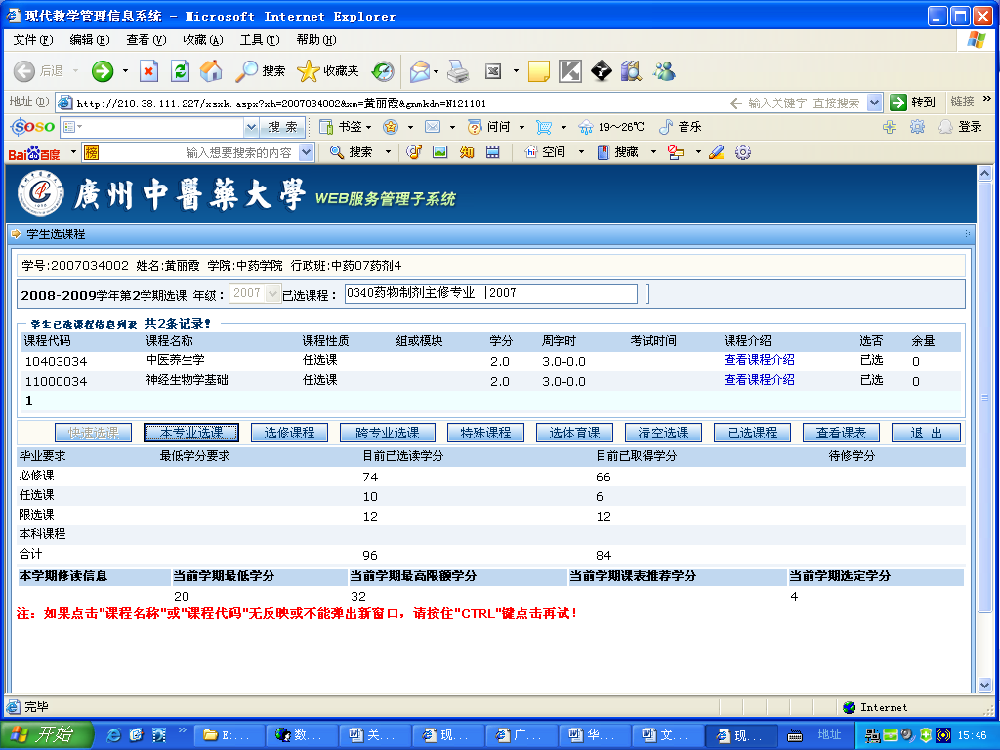 现代教学管理信息系统 - Microsoft Internet Explorer
文件(F) 编辑(E) 查看(V) 收藏(A) 工具(T) 帮助(H)
后退 搜索 收藏夹
地址(D) http://210.38.111.227/xsxk.aspx?xh=2007034002&xm=黄丽霞&gnmkdm=N121101 输入关键字 直接搜索 转到 链接 »
SOSO 搜 索 书签 问问 19～26℃ 音乐 登录
Bai百度 榜 输入想要搜索的内容 搜索 知 空间 搜藏
廣州中醫藥大學 WEB服务管理子系统
学生选课程
学号:2007034002 姓名:黄丽霞 学院:中药学院 行政班:中药07药剂4
2008-2009学年第2学期选课 年级： 2007 已选课程： 0340药物制剂主修专业||2007
学生已选课程信息列表 共2条记录！
课程代码 课程名称 课程性质 组或模块 学分 周学时 考试时间 课程介绍 选否 余量
10403034 中医养生学 任选课 2.0 3.0-0.0 查看课程介绍 已选 0
11000034 神经生物学基础 任选课 2.0 3.0-0.0 查看课程介绍 已选 0
1
快速选课 本专业选课 选修课程 跨专业选课 特殊课程 选体育课 清空选课 已选课程 查看课表 退 出
毕业要求 最低学分要求 目前已选读学分 目前已取得学分 待修学分
必修课 74 66
任选课 10 6
限选课 12 12
本科课程
合计 96 84
本学期修读信息 当前学期最低学分 当前学期最高限额学分 当前学期课表推荐学分 当前学期选定学分
20 32 4
注：如果点击"课程名称"或"课程代码"无反映或不能弹出新窗口，请按住"CTRL"键点击再试！
完毕 Internet
开始 » E:... 数... 关... 现... 广... 华... 文... 现... 地址 15:46